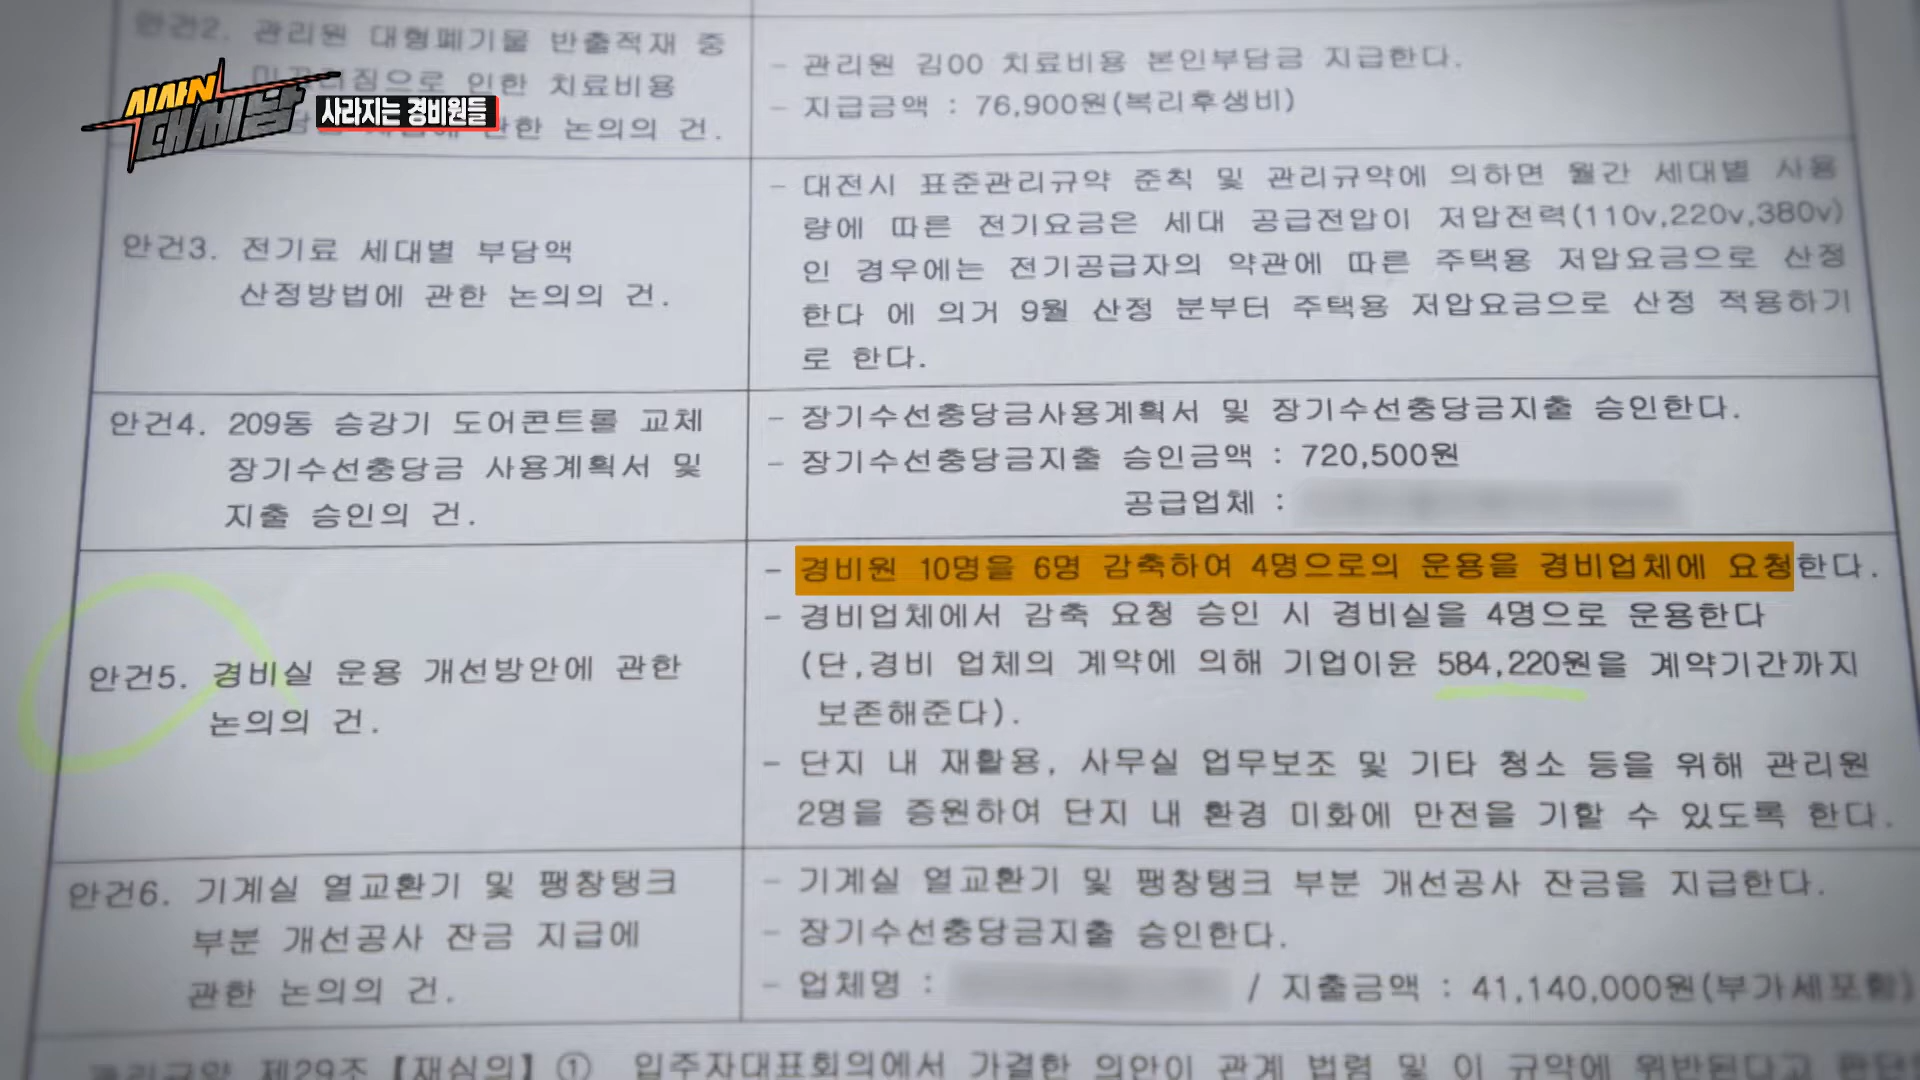 시사N
대세남
사라지는 경비원들
안건2. 관리원 대형폐기물 반출적재 중
인한 치료비용
관한 논의의 건.
- 관리원 김00 치료비용 본인부담금 지급한다.
- 지급금액 : 76,900원(복리후생비)
안건3. 전기료 세대별 부담액
산정방법에 관한 논의의 건.
- 대전시 표준관리규약 준칙 및 관리규약에 의하면 월간 세대별 사용
량에 따른 전기요금은 세대 공급전압이 저압전력(110v,220v,380v)
인 경우에는 전기공급자의 약관에 따른 주택용 저압요금으로 산정
한다 에 의거 9월 산정 분부터 주택용 저압요금으로 산정 적용하기
로 한다.
안건4. 209동 승강기 도어콘트롤 교체
장기수선충당금 사용계획서 및
지출 승인의 건.
- 장기수선충당금사용계획서 및 장기수선충당금지출 승인한다.
- 장기수선충당금지출 승인금액 : 720,500원
공급업체 :
안건5. 경비실 운용 개선방안에 관한
논의의 건.
- 경비원 10명을 6명 감축하여 4명으로의 운용을 경비업체에 요청한다.
- 경비업체에서 감축 요청 승인 시 경비실을 4명으로 운용한다
(단,경비 업체의 계약에 의해 기업이윤 584,220원을 계약기간까지
보존해준다).
- 단지 내 재활용, 사무실 업무보조 및 기타 청소 등을 위해 관리원
2명을 증원하여 단지 내 환경 미화에 만전을 기할 수 있도록 한다.
안건6. 기계실 열교환기 및 팽창탱크
부분 개선공사 잔금 지급에
관한 논의의 건.
- 기계실 열교환기 및 팽창탱크 부분 개선공사 잔금을 지급한다.
- 장기수선충당금지출 승인한다.
- 업체명 : / 지출금액 : 41,140,000원(부가세포함)
관리규약 제29조【재심의】① 입주자대표회의에서 가결한 의안이 관계 법령 및 이 규약에 위반된다고